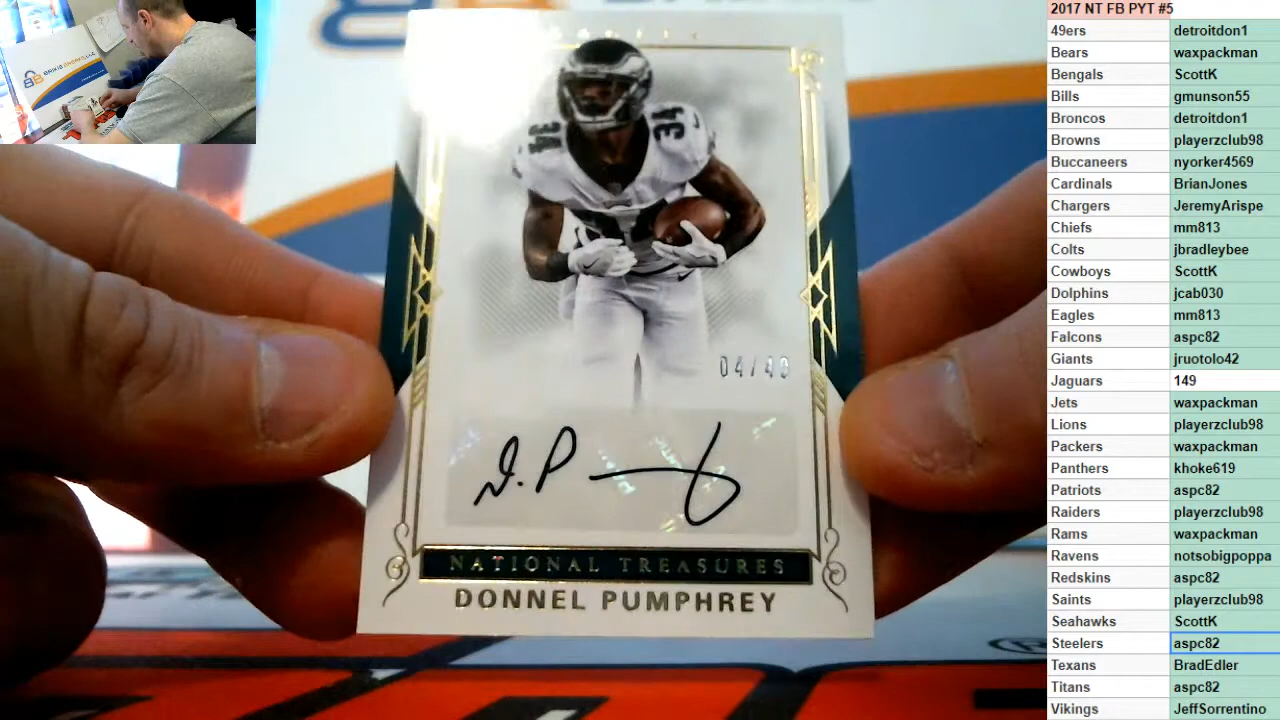 2017 NT FB PYT #5
49ers detroitdon1
Bears waxpackman
Bengals ScottK
Bills gmunson55
Broncos detroitdon1
Browns playerzclub98
Buccaneers nyorker4569
Cardinals BrianJones
Chargers JeremyArispe
Chiefs mm813
Colts jbradleybee
Cowboys ScottK
Dolphins jcab030
Eagles mm813
Falcons aspc82
Giants jruotolo42
Jaguars 149
Jets waxpackman
Lions playerzclub98
Packers waxpackman
Panthers khoke619
Patriots aspc82
Raiders playerzclub98
Rams waxpackman
Ravens notsobigpoppa
Redskins aspc82
Saints playerzclub98
Seahawks ScottK
Steelers aspc82
Texans BradEdler
Titans aspc82
Vikings JeffSorrentino
34 34
D. P
NATIONAL TREASURES
DONNEL PUMPHREY